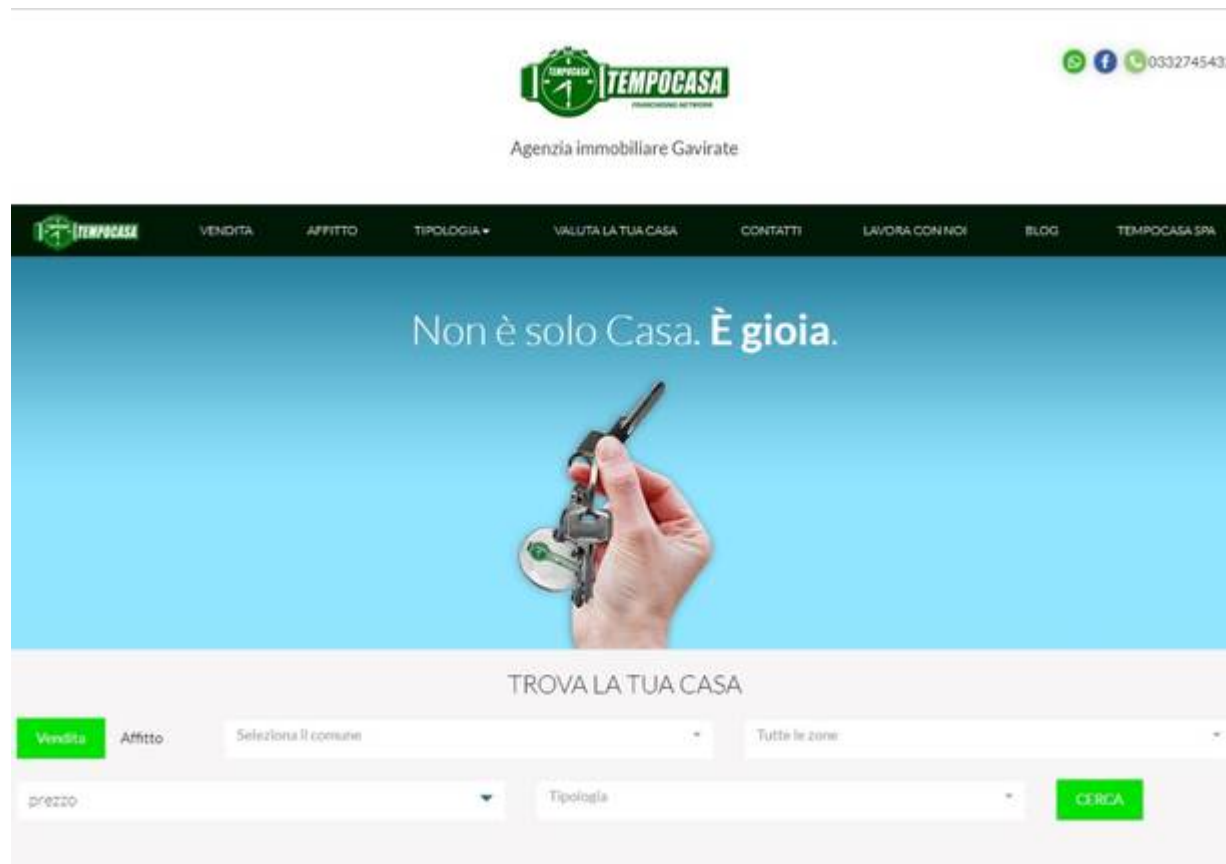 TEMPOCASA
TEMPOCASA
FRANCHISING NETWORK
033274543
Agenzia immobiliare Gavirate
TEMPOCASA
VENDITA
AFFITTO
TIPOLOGIA
VALUTA LA TUA CASA
CONTATTI
LAVORA CON NOI
BLOG
TEMPOCASA SPA
Non è solo Casa. È gioia.
TROVA LA TUA CASA
Vendita
Affitto
Seleziona il comune
Tutte le zone
prezzo
Tipologia
CERCA